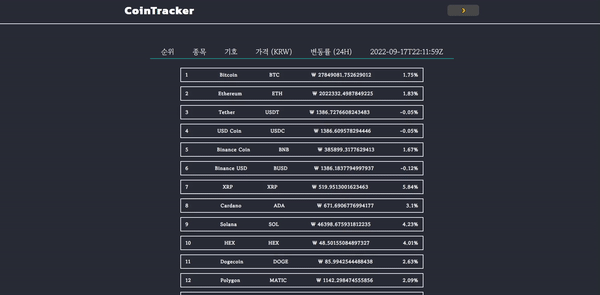 CoinTracker
순위 종목 기호 가격 (KRW) 변동률 (24H) 2022-09-17T22:11:59Z
1 Bitcoin BTC ₩ 27849081.752629012 1.75%
2 Ethereum ETH ₩ 2022332.4987849225 1.83%
3 Tether USDT ₩ 1386.7276608243483 -0.05%
4 USD Coin USDC ₩ 1386.609578294446 -0.05%
5 Binance Coin BNB ₩ 385899.3177629413 1.67%
6 Binance USD BUSD ₩ 1386.1837794997937 -0.12%
7 XRP XRP ₩ 519.9513001623463 5.84%
8 Cardano ADA ₩ 671.6906776994177 3.1%
9 Solana SOL ₩ 46398.675931812235 4.23%
10 HEX HEX ₩ 48.50155084897327 4.01%
11 Dogecoin DOGE ₩ 85.9942544488438 2.63%
12 Polygon MATIC ₩ 1142.298474555856 2.09%